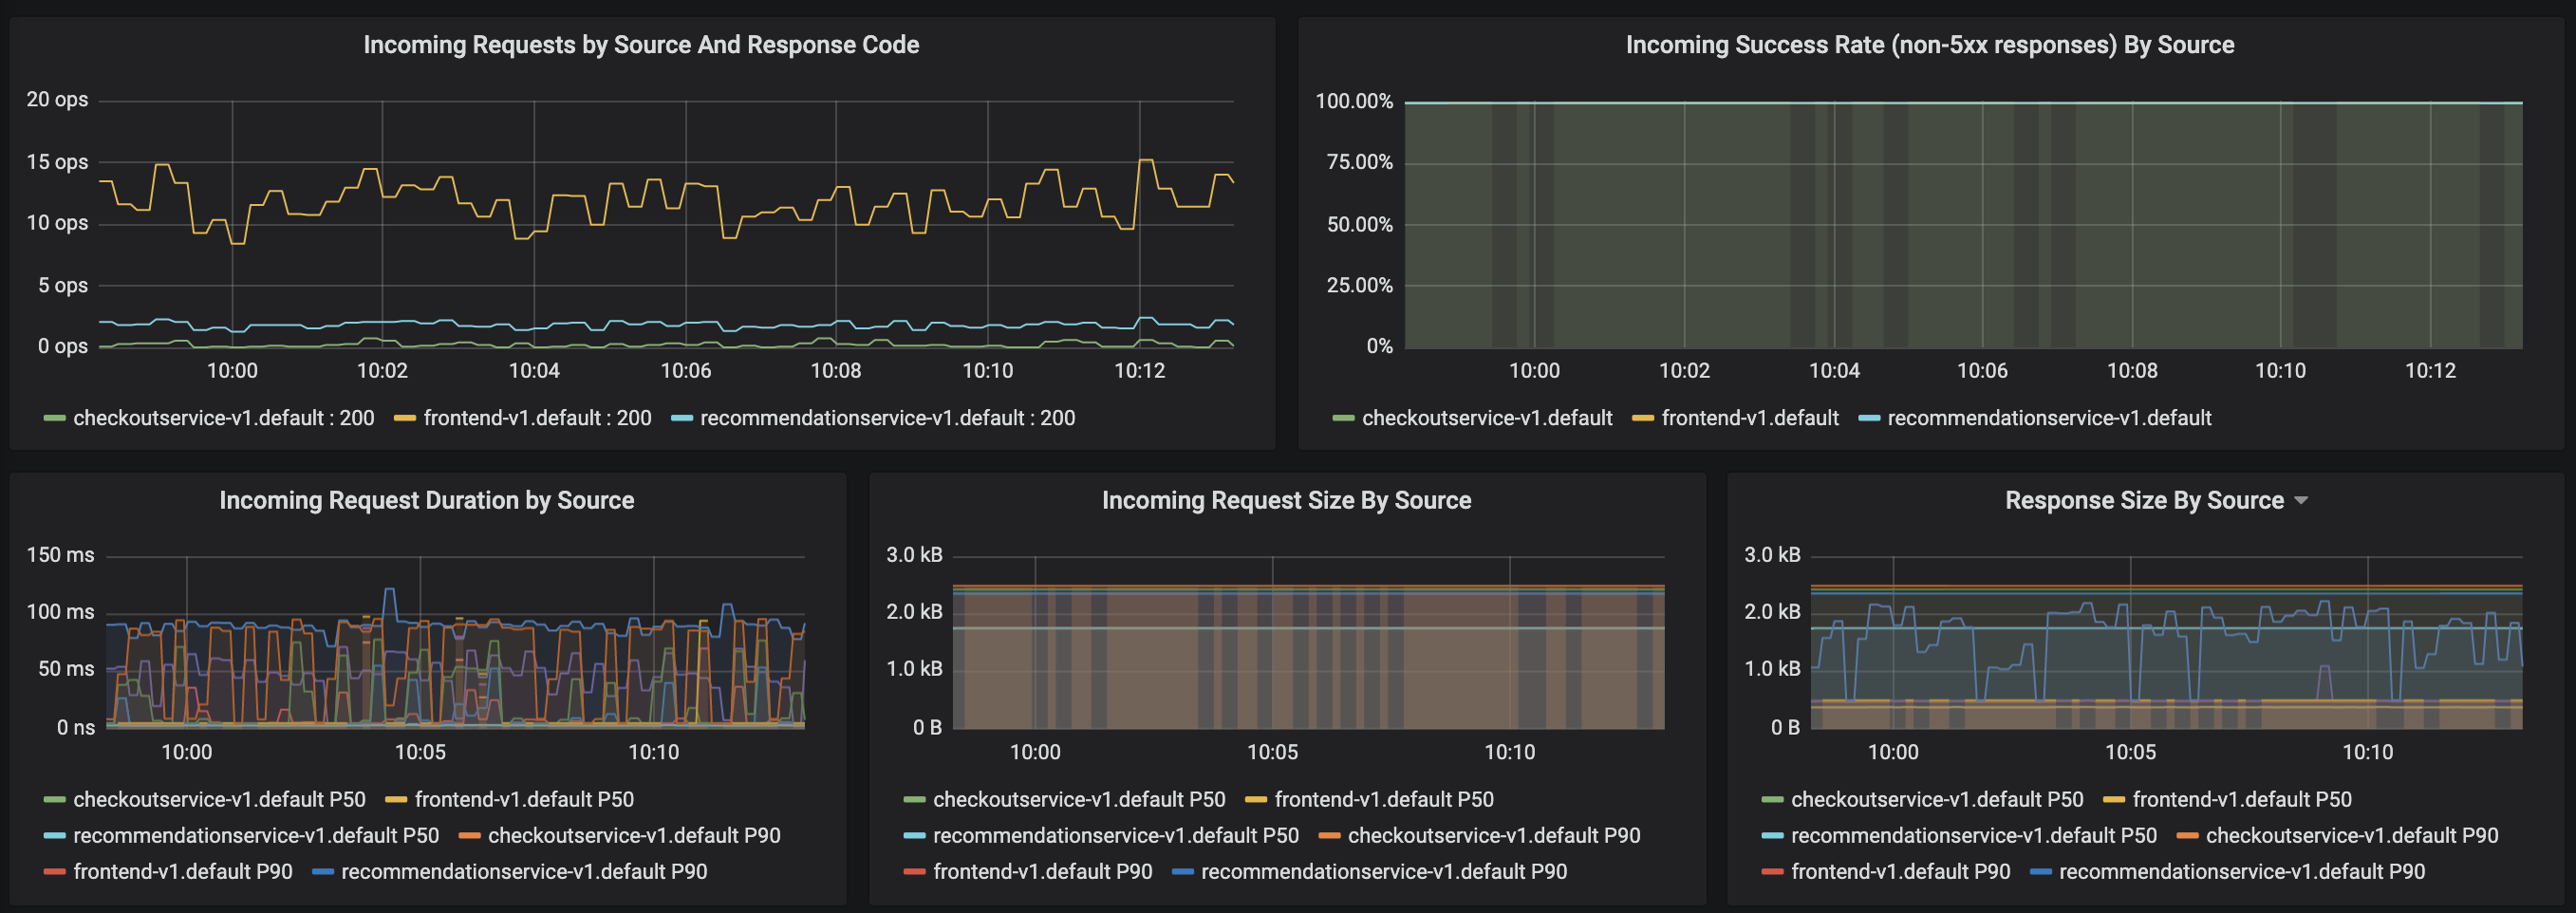 Incoming Requests by Source And Response Code
20 ops
15 ops
10 ops
5 ops
0 ops
10:00 10:02 10:04 10:06 10:08 10:10 10:12
checkoutservice-v1.default : 200 frontend-v1.default : 200 recommendationservice-v1.default : 200
Incoming Success Rate (non-5xx responses) By Source
100.00%
75.00%
50.00%
25.00%
0%
10:00 10:02 10:04 10:06 10:08 10:10 10:12
checkoutservice-v1.default frontend-v1.default recommendationservice-v1.default
Incoming Request Duration by Source
150 ms
100 ms
50 ms
0 ns
10:00 10:05 10:10
checkoutservice-v1.default P50 frontend-v1.default P50
recommendationservice-v1.default P50 checkoutservice-v1.default P90
frontend-v1.default P90 recommendationservice-v1.default P90
Incoming Request Size By Source
3.0 kB
2.0 kB
1.0 kB
0 B
10:00 10:05 10:10
checkoutservice-v1.default P50 frontend-v1.default P50
recommendationservice-v1.default P50 checkoutservice-v1.default P90
frontend-v1.default P90 recommendationservice-v1.default P90
Response Size By Source
3.0 kB
2.0 kB
1.0 kB
0 B
10:00 10:05 10:10
checkoutservice-v1.default P50 frontend-v1.default P50
recommendationservice-v1.default P50 checkoutservice-v1.default P90
frontend-v1.default P90 recommendationservice-v1.default P90